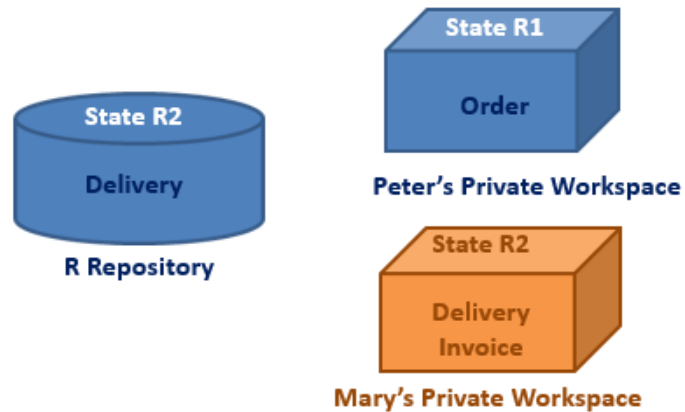 State R2
Delivery
R Repository
State R1
Order
Peter's Private Workspace
State R2
Delivery
Invoice
Mary's Private Workspace